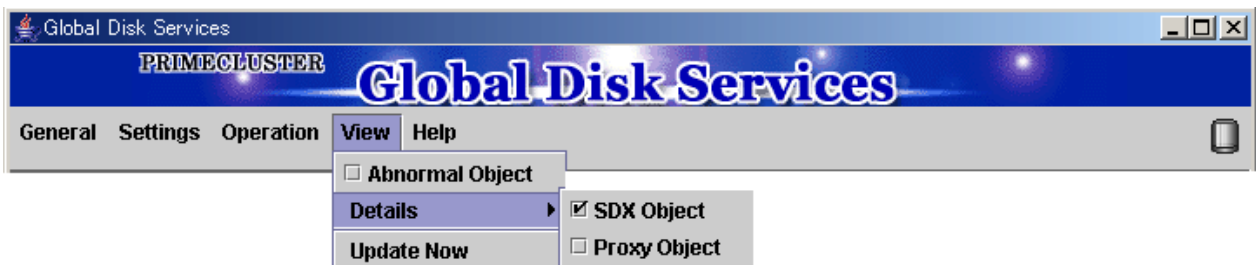 Global Disk Services
PRIMECLUSTER
Global Disk Services
General Settings Operation View Help
Abnormal Object
Details SDX Object
Update Now Proxy Object